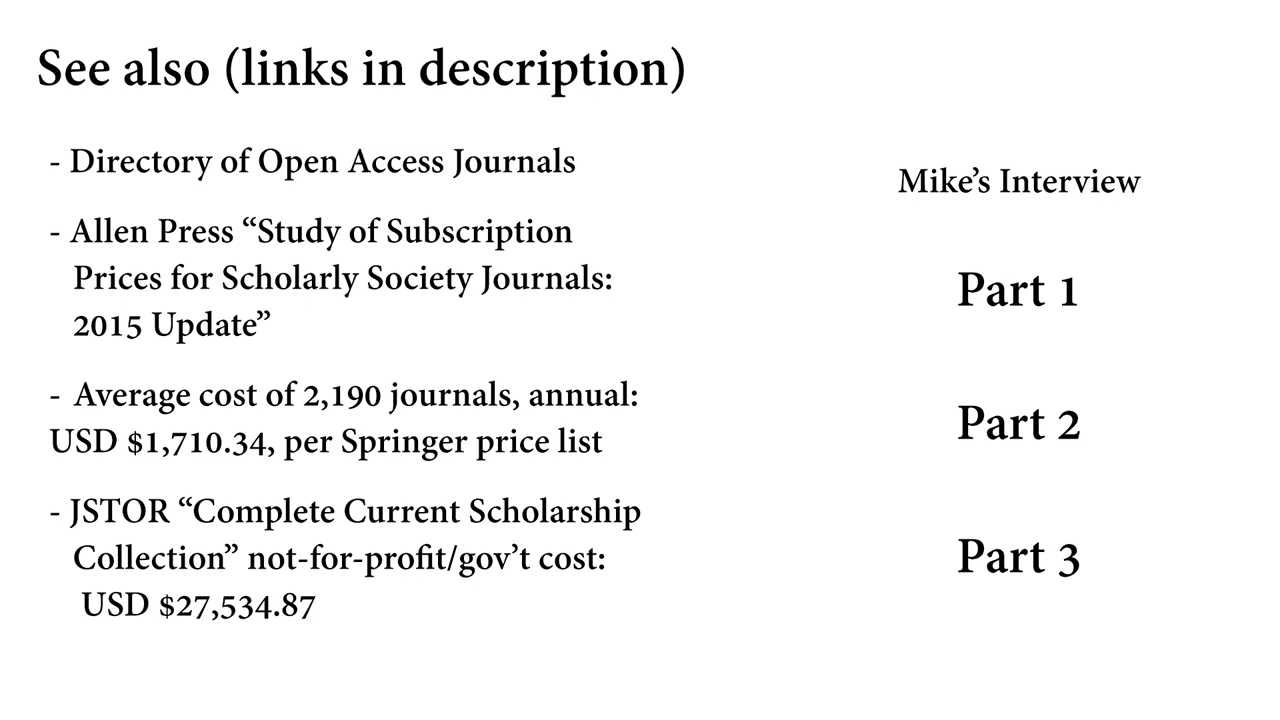 See also (links in description)
- Directory of Open Access Journals
- Allen Press “Study of Subscription
Prices for Scholarly Society Journals:
2015 Update”
- Average cost of 2,190 journals, annual:
USD $1,710.34, per Springer price list
- JSTOR “Complete Current Scholarship
Collection” not-for-profit/gov’t cost:
USD $27,534.87
Mike’s Interview
Part 1
Part 2
Part 3